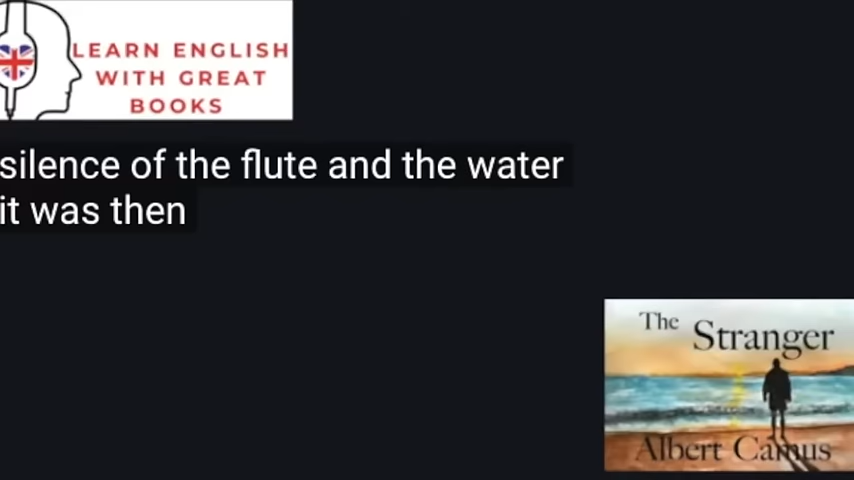 LEARN ENGLISH
WITH GREAT
BOOKS
silence of the flute and the water
it was then
The Stranger
Albert Camus